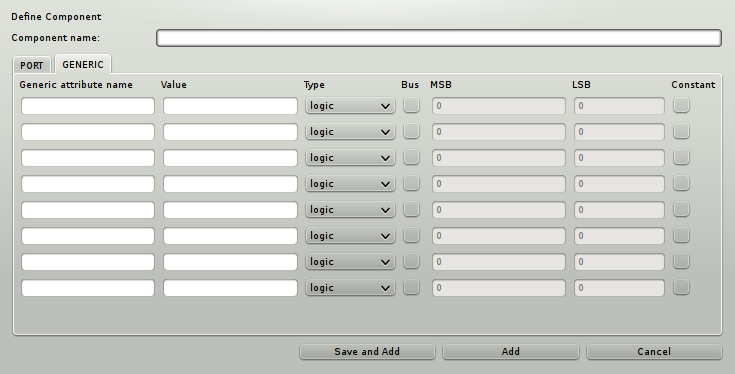 Define Component
Component name:
PORT GENERIC
Generic attribute name Value Type Bus MSB LSB Constant
logic 0 0
logic 0 0
logic 0 0
logic 0 0
logic 0 0
logic 0 0
logic 0 0
logic 0 0
Save and Add Add Cancel